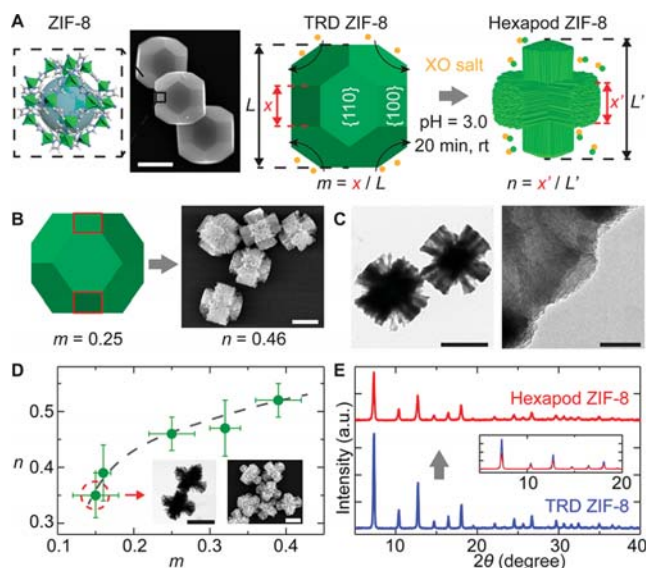 A
ZIF-8
TRD ZIF-8
Hexapod ZIF-8
XO salt
L
x
{110}
{100}
pH = 3.0
20 min, rt
x'
L'
m = x / L
n = x' / L'
B
m = 0.25
n = 0.46
C
D
n
0.5
0.4
0.3
0.1
0.2
0.3
0.4
m
E
Intensity (a.u.)
Hexapod ZIF-8
5
10
15
20
TRD ZIF-8
10
20
30
40
2θ (degree)